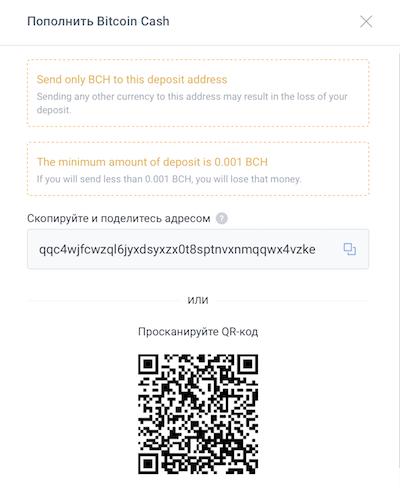 Пополнить Bitcoin Cash
Send only BCH to this deposit address
Sending any other currency to this address may result in the loss of your
deposit.
The minimum amount of deposit is 0.001 BCH
If you will send less than 0.001 BCH, you will lose that money.
Скопируйте и поделитесь адресом ?
qqc4wjfcwzql6jyxdsyxzx0t8sptnvxnmqqwx4vzke
ИЛИ
Просканируйте QR-код